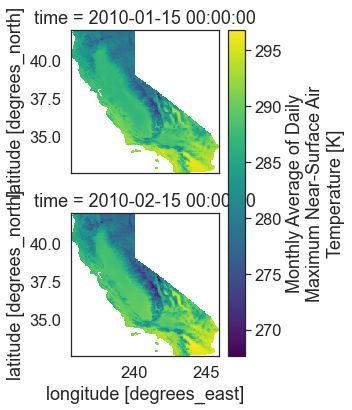 time = 2010-01-15 00:00:00
42.0
40.0
37.5
35.0
latitude [degrees_north]
time = 2010-02-15 00:00:00
40.0
37.5
35.0
latitude [degrees_north]
240
245
longitude [degrees_east]
295
290
285
280
275
270
Monthly Average of Daily
Maximum Near-Surface Air
Temperature [K]